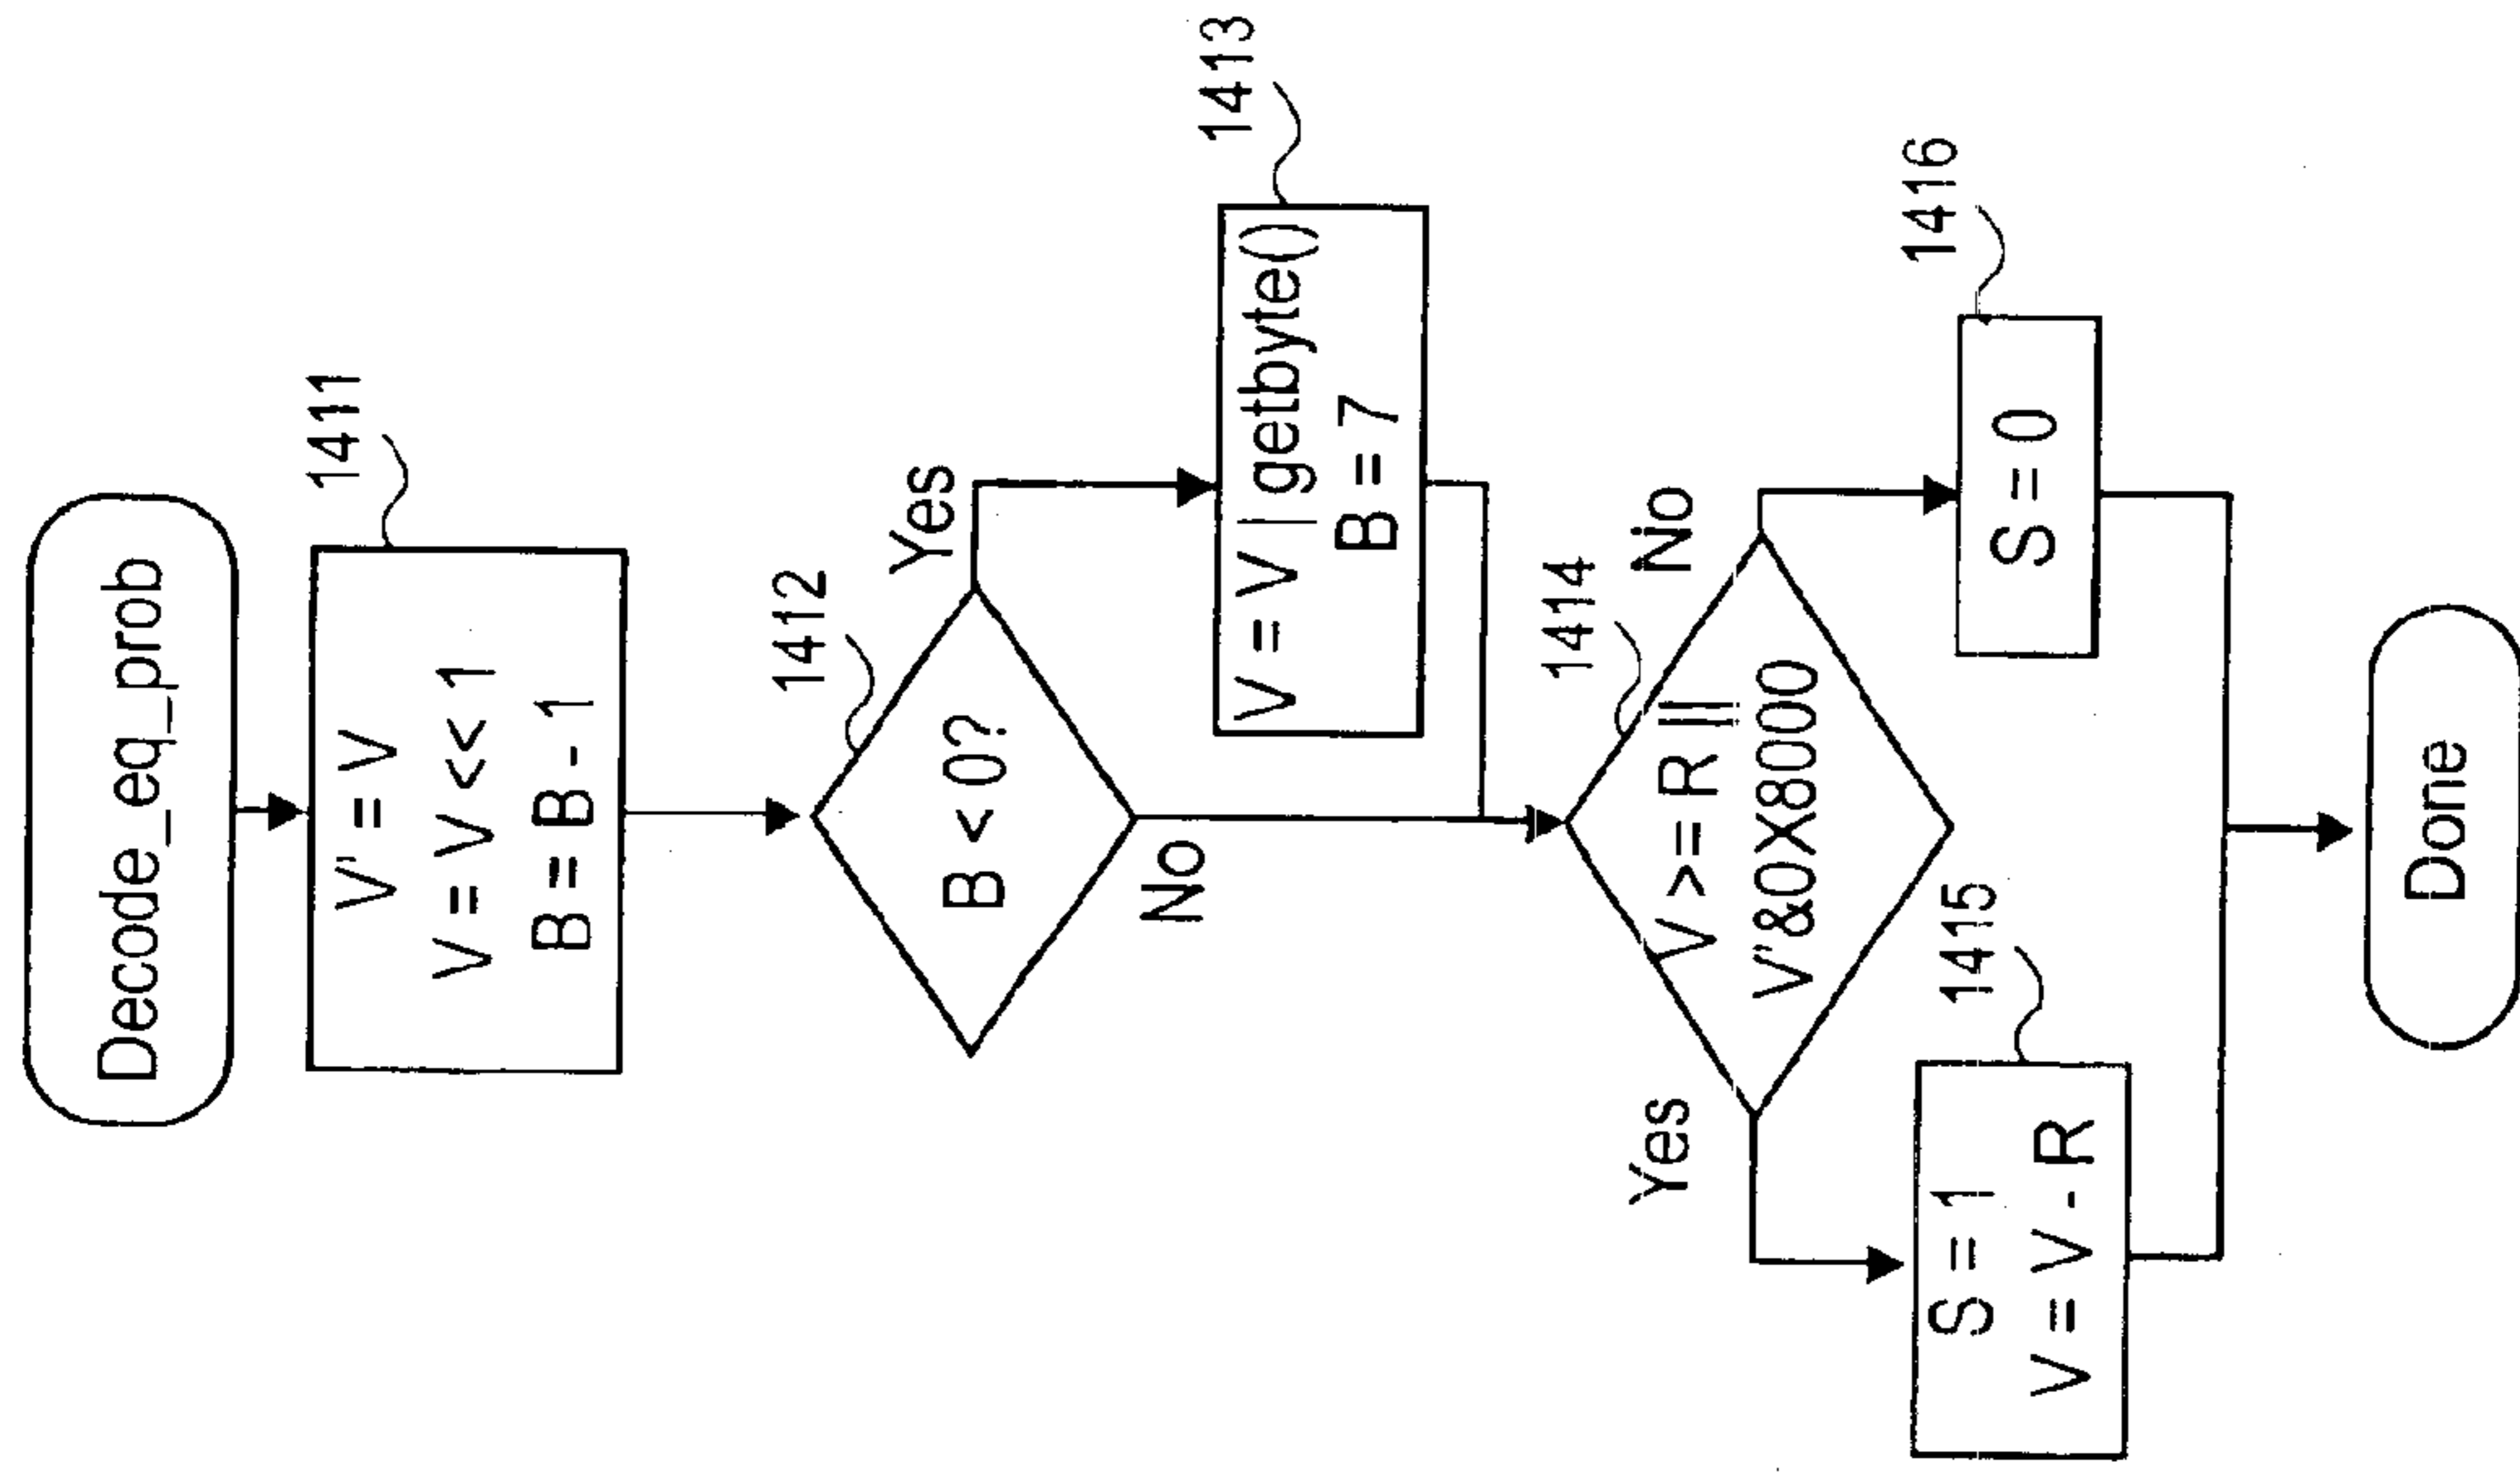 Decode_eq_prob
1411
V" = V
V = V << 1
B = B - 1
1412
B < 0?
Yes
No
1413
V = V | getbyte()
B = 7
1414
V >= R ||
V"&0X8000
Yes
No
1415
S = 1
V = V - R
1416
S = 0
Done